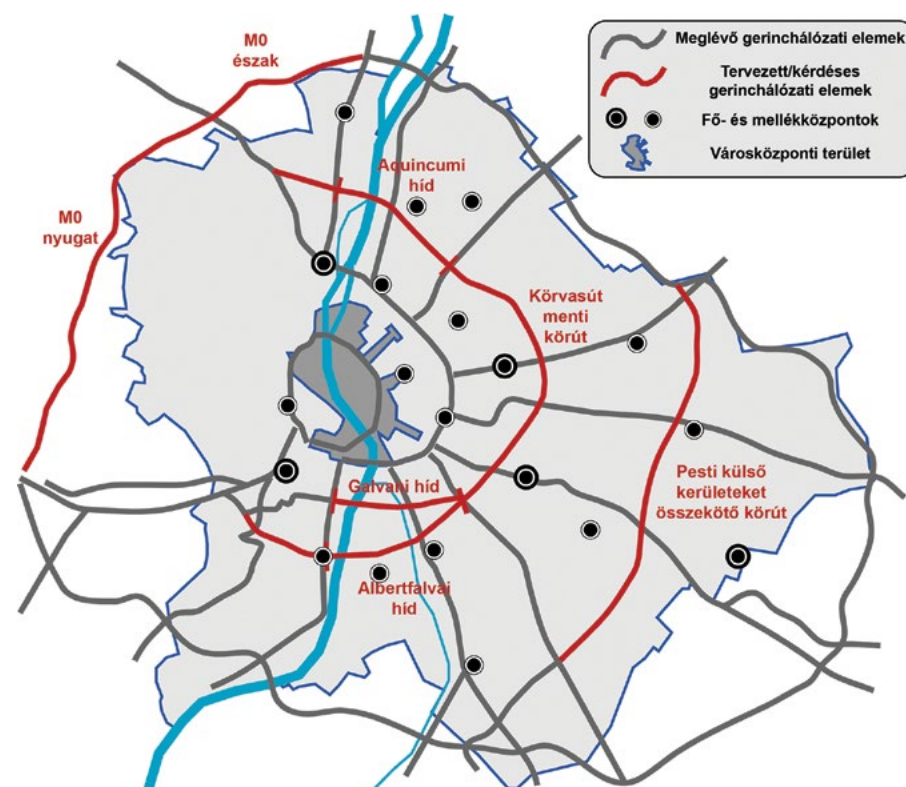 M0
észak
Meglévő gerinchálózati elemek
Tervezett/kérdéses
gerinchálózati elemek
Fő- és mellékközpontok
Városközponti terület
Aquincumi
híd
M0
nyugat
Körvasút
menti
körút
Galvani híd
Pesti külső
kerületeket
összekötő körút
Albertfalvai
híd